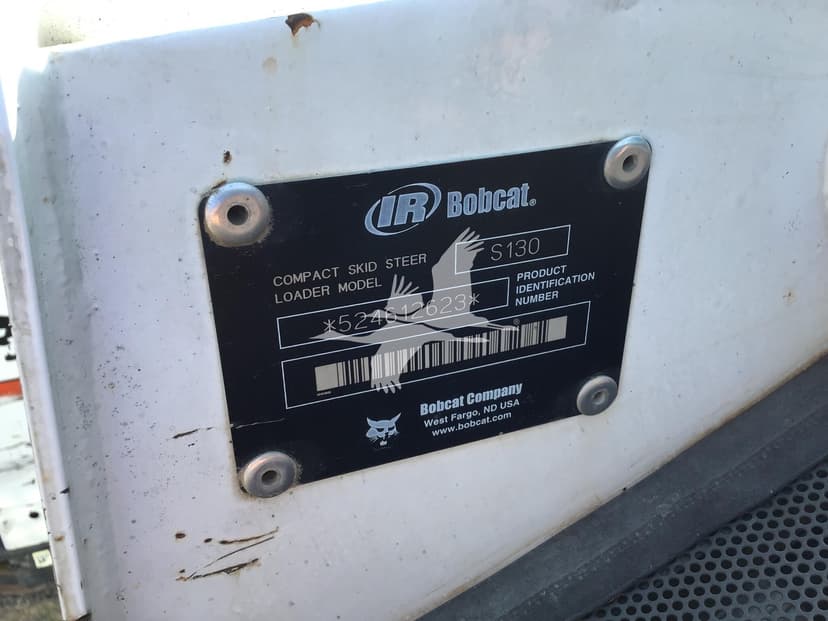 IR Bobcat®
COMPACT SKID STEER
LOADER MODEL
S130
*524612623*
PRODUCT
IDENTIFICATION
NUMBER
Bobcat Company
West Fargo, ND USA
www.bobcat.com